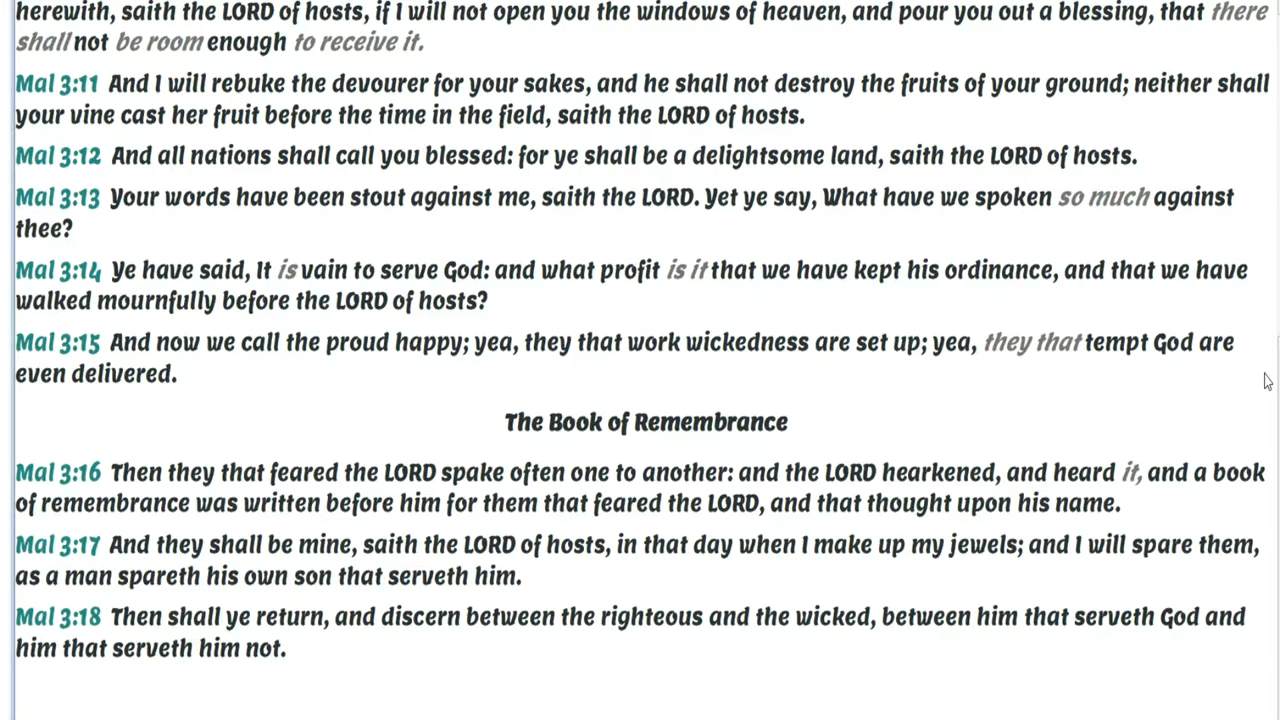 herewith, saith the LORD of hosts, if I will not open you the windows of heaven, and pour you out a blessing, that there
shall not be room enough to receive it.
Mal 3:11 And I will rebuke the devourer for your sakes, and he shall not destroy the fruits of your ground; neither shall
your vine cast her fruit before the time in the field, saith the LORD of hosts.
Mal 3:12 And all nations shall call you blessed: for ye shall be a delightsome land, saith the LORD of hosts.
Mal 3:13 Your words have been stout against me, saith the LORD. Yet ye say, What have we spoken so much against
thee?
Mal 3:14 Ye have said, It is vain to serve God: and what profit is it that we have kept his ordinance, and that we have
walked mournfully before the LORD of hosts?
Mal 3:15 And now we call the proud happy; yea, they that work wickedness are set up; yea, they that tempt God are
even delivered.
The Book of Remembrance
Mal 3:16 Then they that feared the LORD spake often one to another: and the LORD hearkened, and heard it, and a book
of remembrance was written before him for them that feared the LORD, and that thought upon his name.
Mal 3:17 And they shall be mine, saith the LORD of hosts, in that day when I make up my jewels; and I will spare them,
as a man spareth his own son that serveth him.
Mal 3:18 Then shall ye return, and discern between the righteous and the wicked, between him that serveth God and
him that serveth him not.